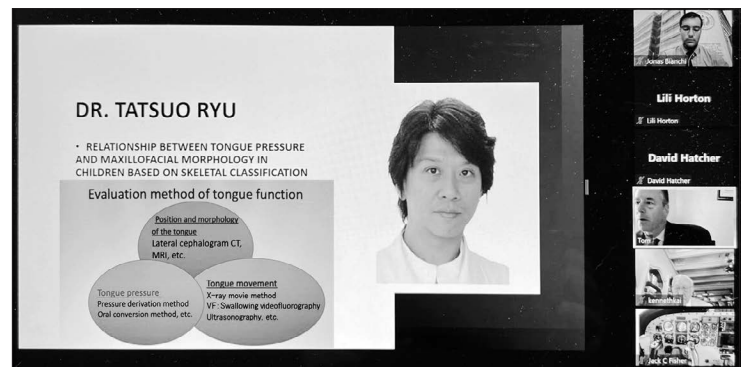 DR. TATSUO RYU
• RELATIONSHIP BETWEEN TONGUE PRESSURE
AND MAXILLOFACIAL MORPHOLOGY IN
CHILDREN BASED ON SKELETAL CLASSIFICATION
Evaluation method of tongue function
Position and morphology
of the tongue
Lateral cephalogram CT,
MRI, etc.
Tongue pressure
Pressure derivation method
Oral conversion method, etc.
Tongue movement
X-ray movie method
VF : Swallowing videofluorography
Ultrasonography, etc.
Jonas Bianchi
Lili Horton
Lili Horton
David Hatcher
David Hatcher
Tom
kennethkai
Jack C Fisher